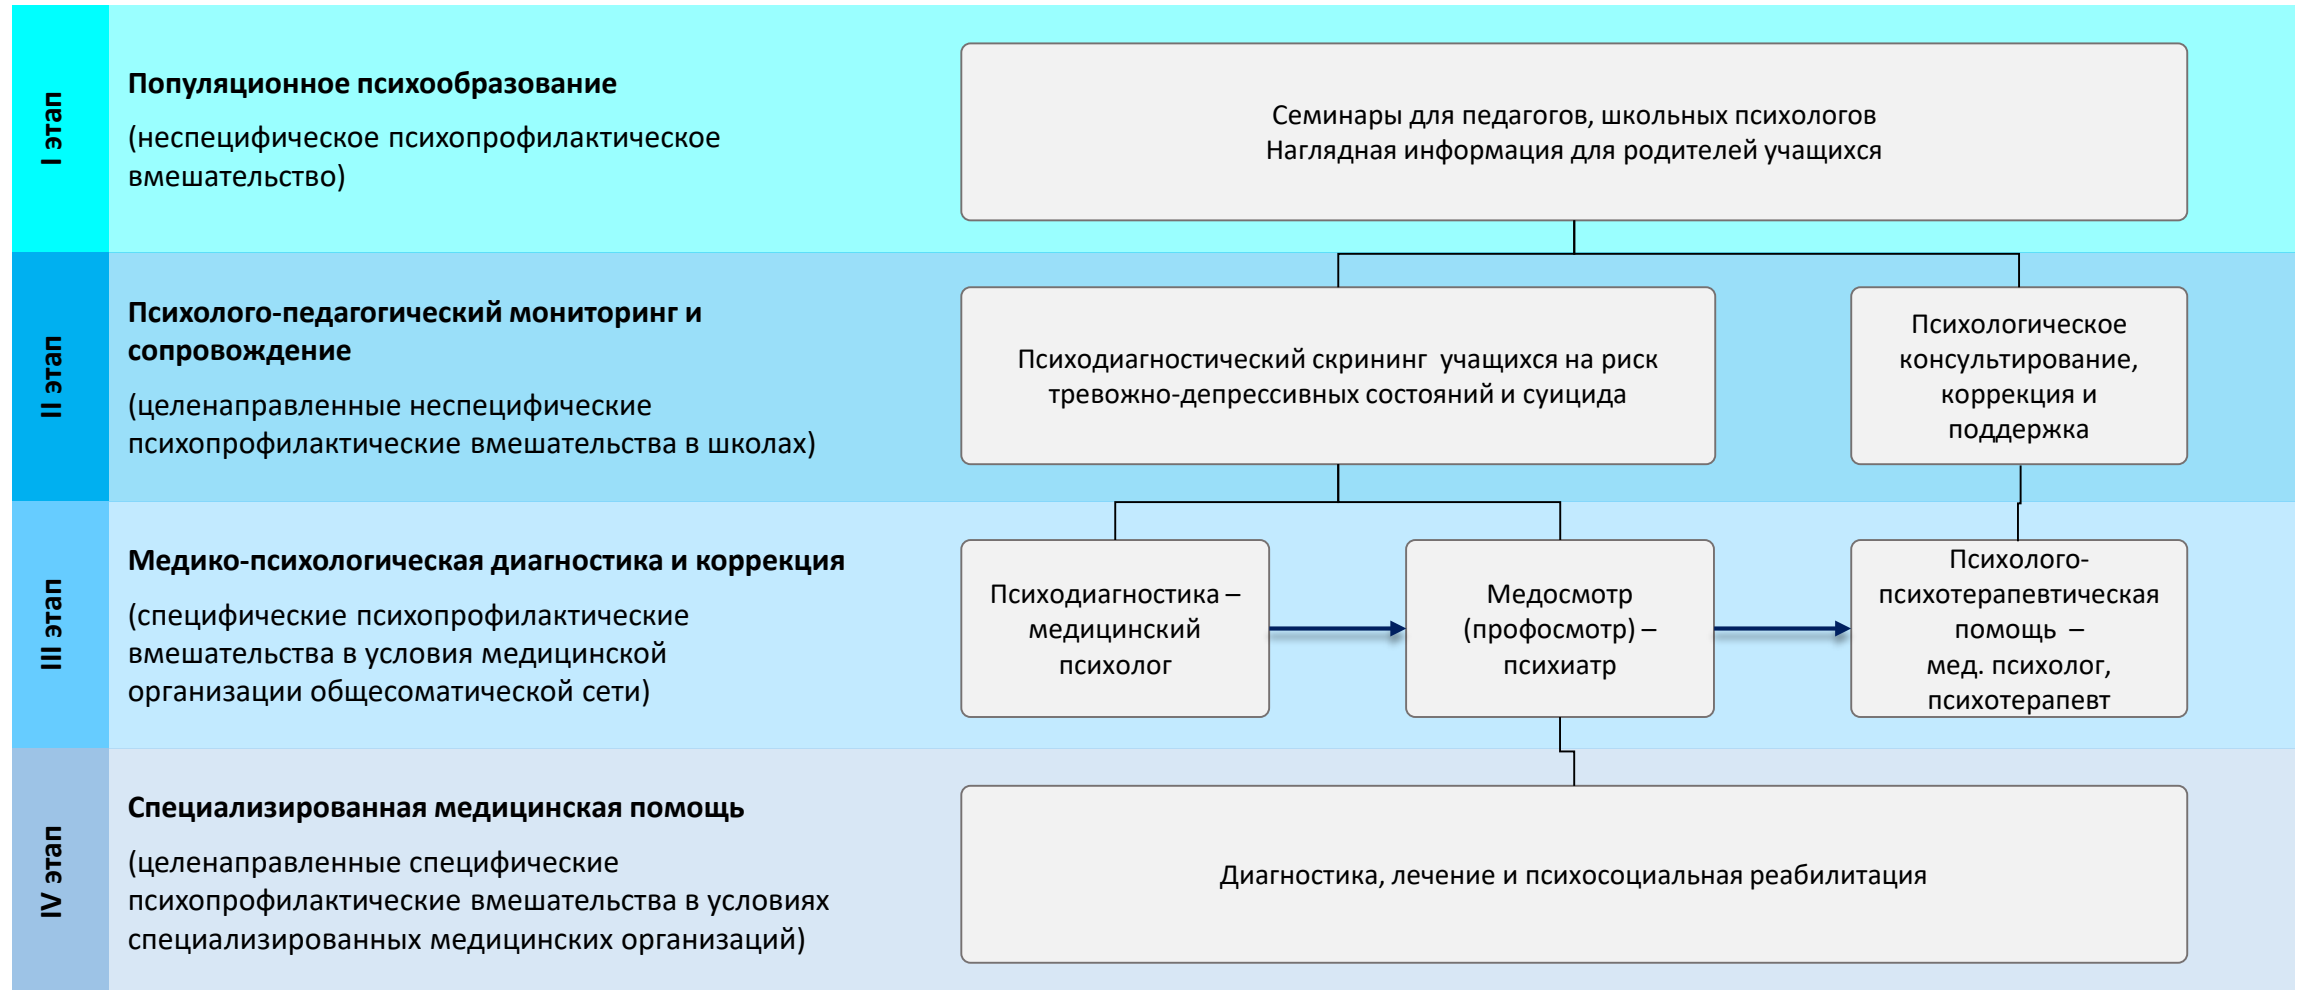 I этап
Популяционное психообразование
(неспецифическое психопрофилактическое
вмешательство)
Семинары для педагогов, школьных психологов
Наглядная информация для родителей учащихся
II этап
Психолого-педагогический мониторинг и
сопровождение
(целенаправленные неспецифические
психопрофилактические вмешательства в школах)
Психодиагностический скрининг учащихся на риск
тревожно-депрессивных состояний и суицида
Психологическое
консультирование,
коррекция и
поддержка
III этап
Медико-психологическая диагностика и коррекция
(специфические психопрофилактические
вмешательства в условия медицинской
организации общесоматической сети)
Психодиагностика –
медицинский
психолог
Медосмотр
(профосмотр) –
психиатр
Психолого-
психотерапевтическая
помощь –
мед. психолог,
психотерапевт
IV этап
Специализированная медицинская помощь
(целенаправленные специфические
психопрофилактические вмешательства в условиях
специализированных медицинских организаций)
Диагностика, лечение и психосоциальная реабилитация